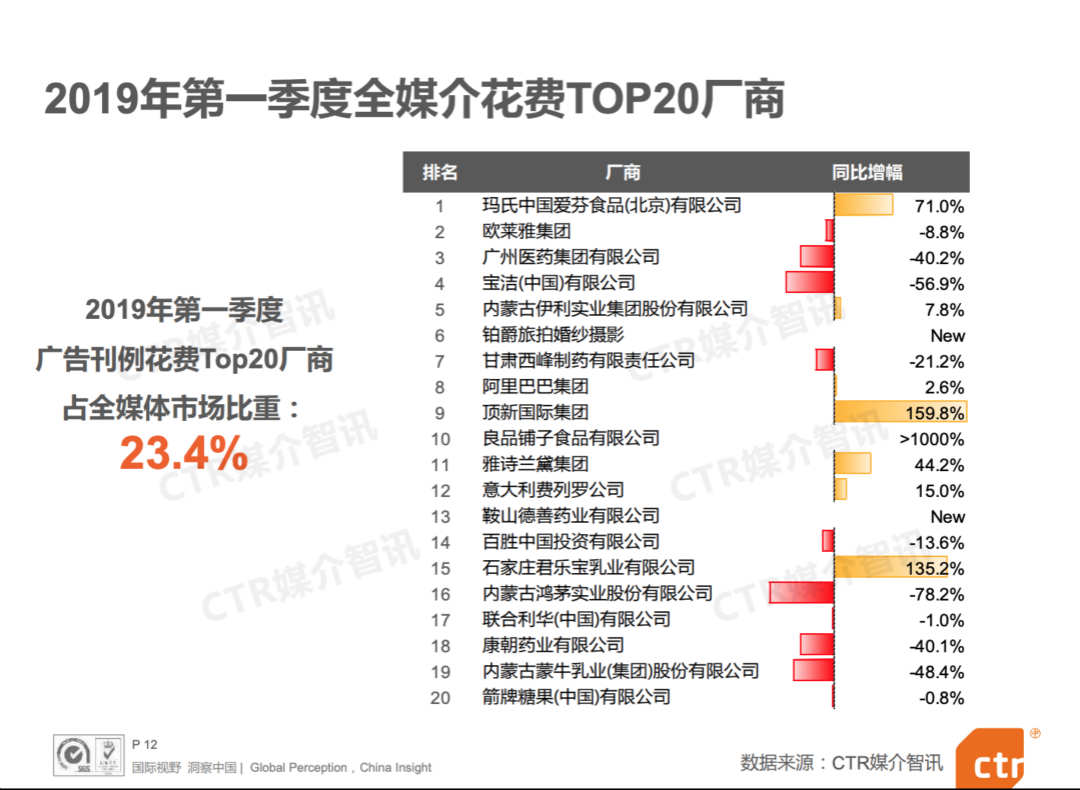 2019年第一季度全媒介花费TOP20厂商
2019年第一季度
广告刊例花费Top20厂商
占全媒体市场比重：
23.4%
排名 厂商 同比增幅
1 玛氏中国爱芬食品(北京)有限公司 71.0%
2 欧莱雅集团 -8.8%
3 广州医药集团有限公司 -40.2%
4 宝洁(中国)有限公司 -56.9%
5 内蒙古伊利实业集团股份有限公司 7.8%
6 铂爵旅拍婚纱摄影 New
7 甘肃西峰制药有限责任公司 -21.2%
8 阿里巴巴集团 2.6%
9 顶新国际集团 159.8%
10 良品铺子食品有限公司 >1000%
11 雅诗兰黛集团 44.2%
12 意大利费列罗公司 15.0%
13 鞍山德善药业有限公司 New
14 百胜中国投资有限公司 -13.6%
15 石家庄君乐宝乳业有限公司 135.2%
16 内蒙古鸿茅实业股份有限公司 -78.2%
17 联合利华(中国)有限公司 -1.0%
18 康朝药业有限公司 -40.1%
19 内蒙古蒙牛乳业(集团)股份有限公司 -48.4%
20 箭牌糖果(中国)有限公司 -0.8%
CTR媒介智讯
CTR媒介智讯
CTR媒介智讯
CTR媒介智讯
CTR媒介智讯
CTR媒介智讯
SGS
P 12
国际视野 洞察中国 | Global Perception，China Insight
数据来源：CTR媒介智讯
ctr